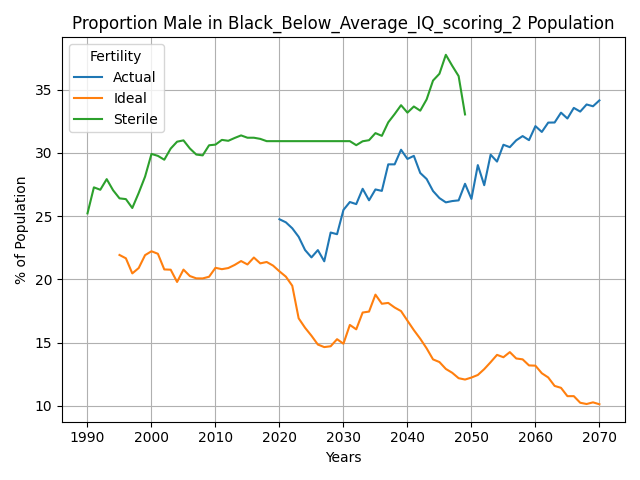 Proportion Male in Black_Below_Average_IQ_scoring_2 Population
Fertility
Actual
Ideal
Sterile
% of Population
35
30
25
20
15
10
1990 2000 2010 2020 2030 2040 2050 2060 2070
Years